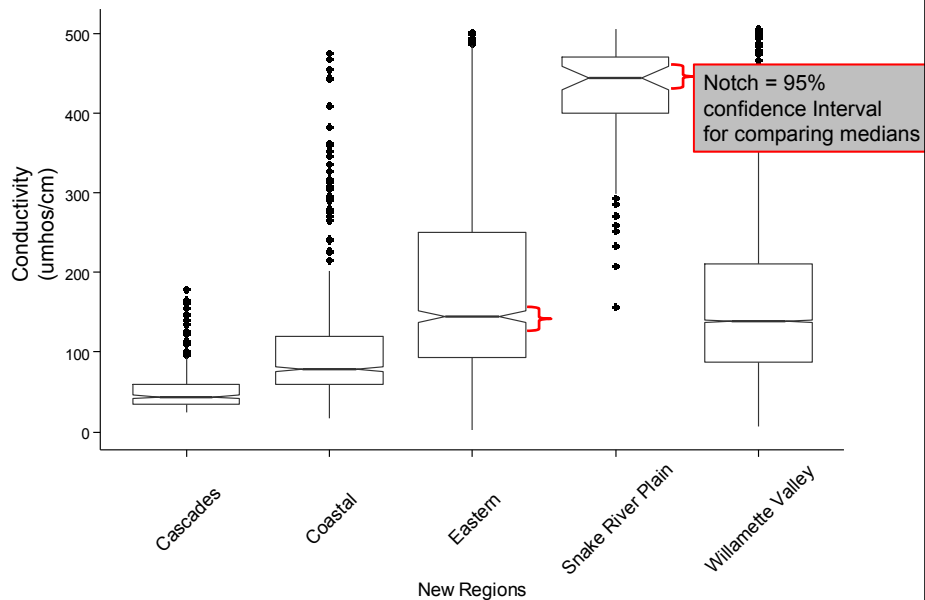 Conductivity
(umhos/cm)
500
400
300
200
100
0
Notch = 95%
confidence Interval
for comparing medians
Cascades
Coastal
Eastern
Snake River Plain
Willamette Valley
New Regions